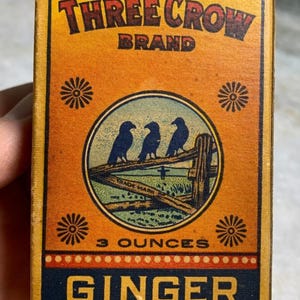 THREE CROW
BRAND
TRADE MARK
3 OUNCES
GINGER